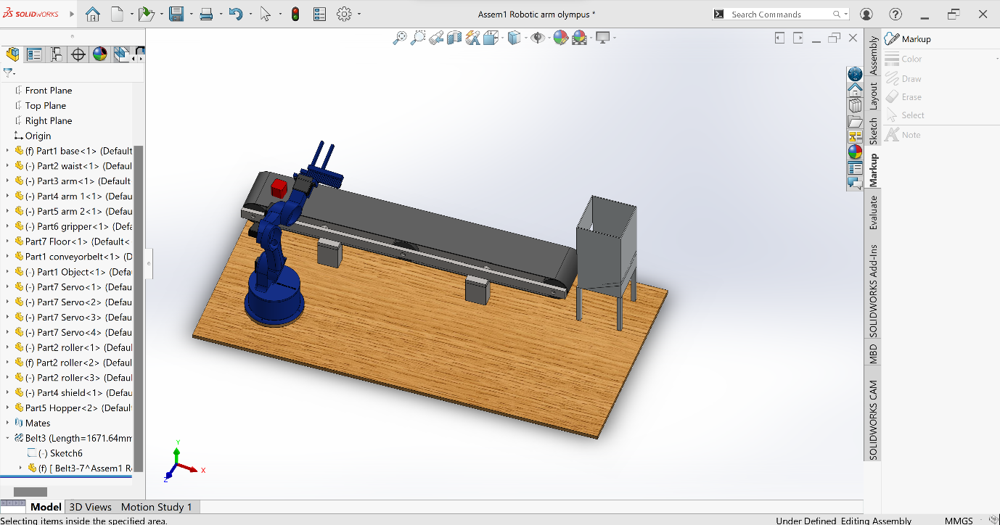 SOLIDWORKS
Assem1 Robotic arm olympus *
Search Commands
Front Plane
Top Plane
Right Plane
Origin
(f) Part1 base<1> (Default
(-) Part2 waist<1> (Defaul
(-) Part3 arm<1> (Default
(-) Part4 arm 1<1> (Defau
(-) Part5 arm 2<1> (Defau
(-) Part6 gripper<1> (Defa
Part7 Floor<1> (Default<
Part1 conveyorbelt<1> (D
(-) Part1 Object<1> (Defa
(-) Part7 Servo<1> (Defau
(-) Part7 Servo<2> (Defau
(-) Part7 Servo<3> (Defau
(-) Part7 Servo<4> (Defau
(-) Part2 roller<1> (Defaul
(f) Part2 roller<2> (Defaul
(-) Part2 roller<3> (Defaul
(-) Part4 shield<1> (Defau
Part5 Hopper<2> (Default
Mates
Belt3 (Length=1671.64mm
(-) Sketch6
(f) [ Belt3-7^Assem1 R
Y
X
Z
Assembly
Layout
Sketch
Markup
Evaluate
SOLIDWORKS Add-Ins
MBD
SOLIDWORKS CAM
Markup
Color
Draw
Erase
Select
Note
Model
3D Views
Motion Study 1
Selecting items inside the specified area.
Under Defined
Editing Assembly
MMGS